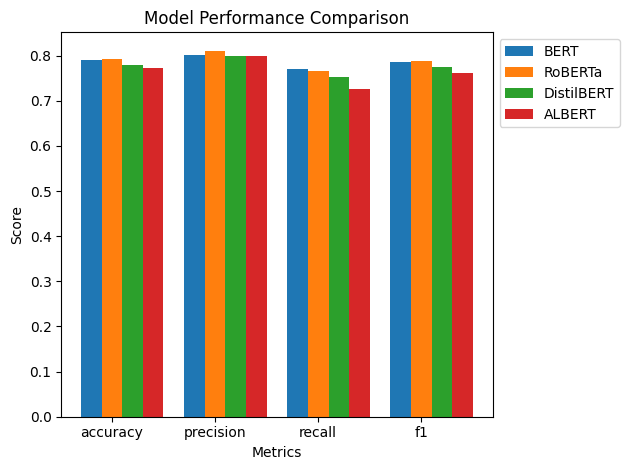 Model Performance Comparison
BERT
RoBERTa
DistilBERT
ALBERT
Score
0.8
0.7
0.6
0.5
0.4
0.3
0.2
0.1
0.0
accuracy precision recall f1
Metrics